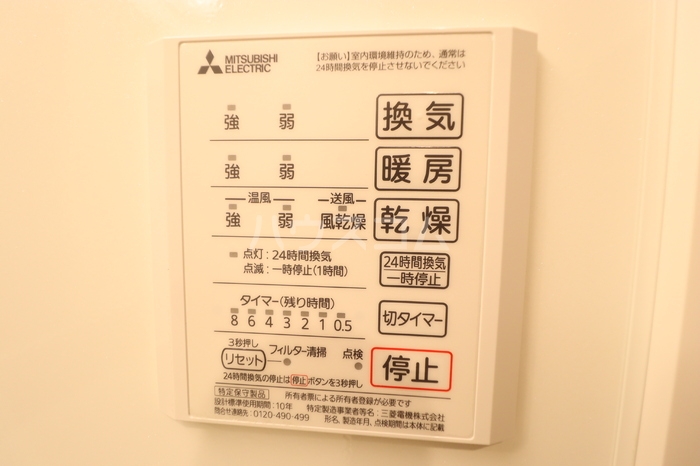 MITSUBISHI
ELECTRIC
【お願い】室内環境維持のため、通常は
24時間換気を停止させないでください
強 弱 換気
強 弱 暖房
温風 送風
強 弱 風乾燥 乾燥
点灯:24時間換気
点滅:一時停止(1時間)
24時間換気
一時停止
タイマー(残り時間)
8 6 4 3 2 1 0.5
切タイマー
3秒押し
リセット フィルター清掃 点検
停止
24時間換気の停止は停止ボタンを3秒押し
特定保守製品 所有者票による所有者登録が必要です
設計標準使用期間:10年 特定製造事業者等名:三菱電機株式会社
問合せ連絡先:0120-490-499 形名、製造年月、点検期間は本体に記載
ハウスコム